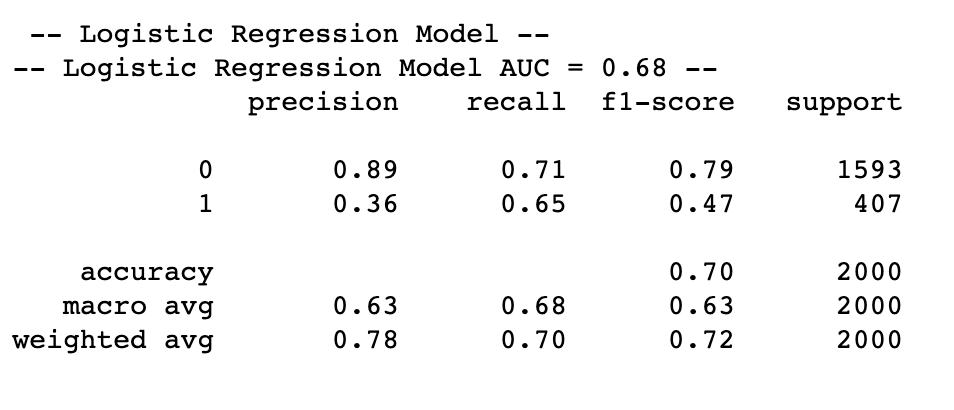 -- Logistic Regression Model --
-- Logistic Regression Model AUC = 0.68 --
precision recall f1-score support
0 0.89 0.71 0.79 1593
1 0.36 0.65 0.47 407
accuracy 0.70 2000
macro avg 0.63 0.68 0.63 2000
weighted avg 0.78 0.70 0.72 2000